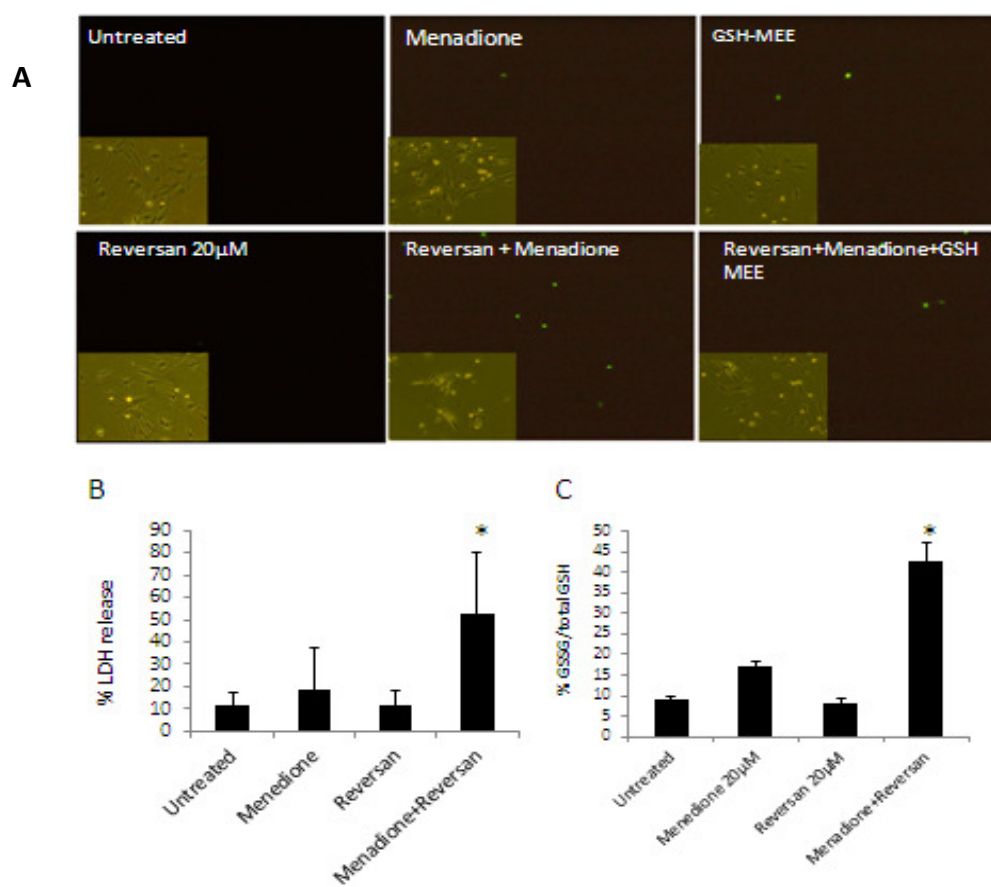 A
Untreated
Menadione
GSH-MEE
Reversan 20µM
Reversan + Menadione
Reversan+Menadione+GSH
MEE
B
% LDH release
90
80
70
60
50
40
30
20
10
0
*
Untreated
Menedione
Reversan
Menadione+Reversan
C
% GSSG/total GSH
50
45
40
35
30
25
20
15
10
5
0
*
Untreated
Menedione 20µM
Reversan 20µM
Menadione+Reversan